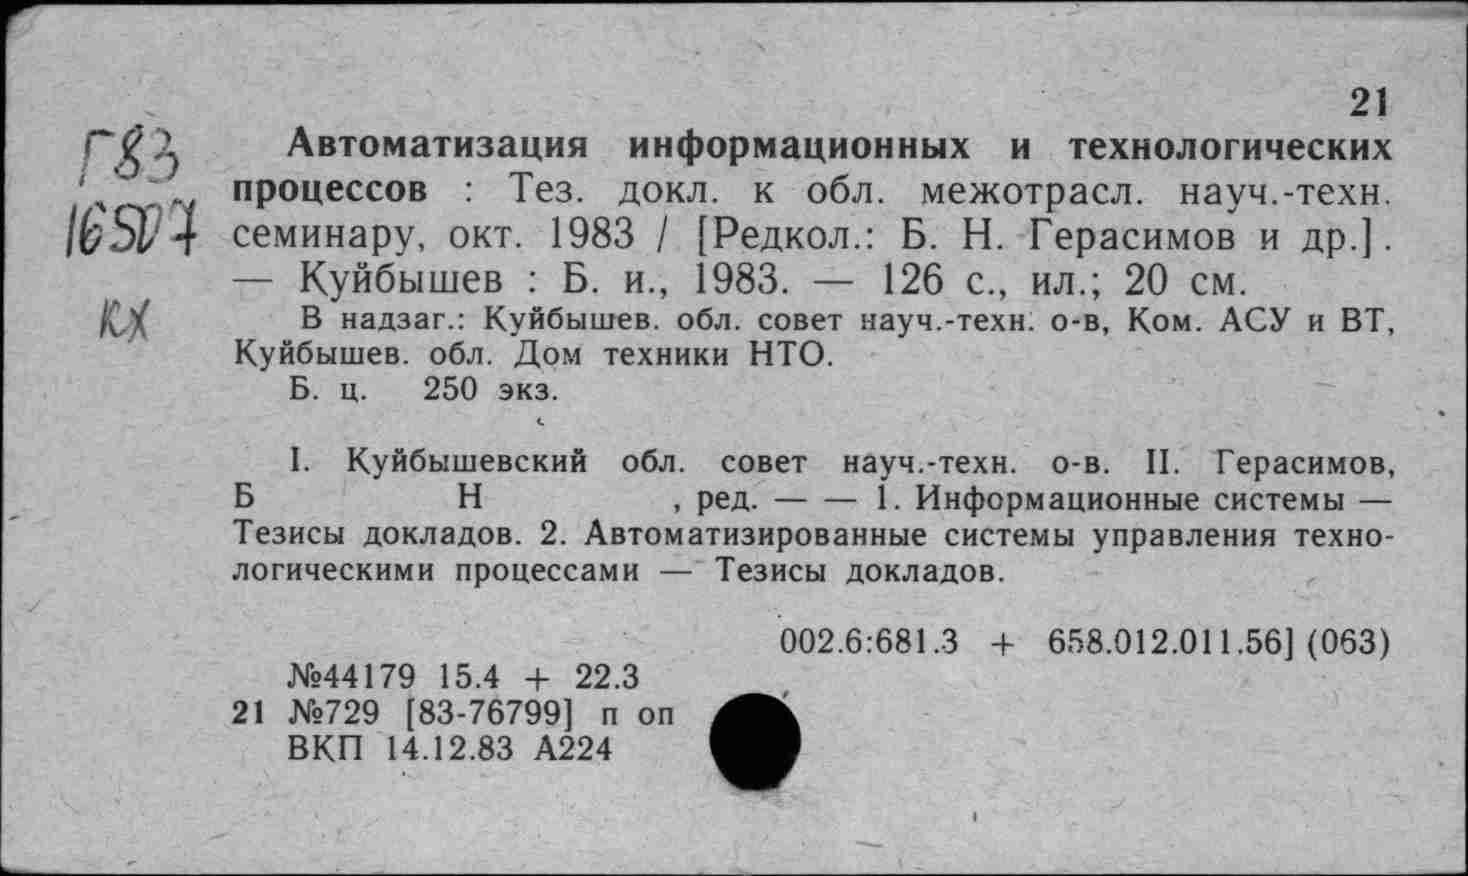 21
Г83
Автоматизация информационных и технологических
процессов : Тез. докл. к обл. межотрасл. науч.-техн.
16507
семинару, окт. 1983 / [Редкол.: Б. Н. Герасимов и др.].
— Куйбышев : Б. и., 1983. — 126 с., ил.; 20 см.
кх
В надзаг.: Куйбышев. обл. совет науч.-техн. о-в, Ком. АСУ и ВТ,
Куйбышев. обл. Дом техники НТО.
Б. ц. 250 экз.
I. Куйбышевский обл. совет науч.-техн. о-в. II. Герасимов,
Б Н , ред. — — 1. Информационные системы —
Тезисы докладов. 2. Автоматизированные системы управления техно-
логическими процессами — Тезисы докладов.
002.6:681.3 + 658.012.011.56] (063)
№44179 15.4 + 22.3
21 №729 [83-76799] п оп
ВКП 14.12.83 А224